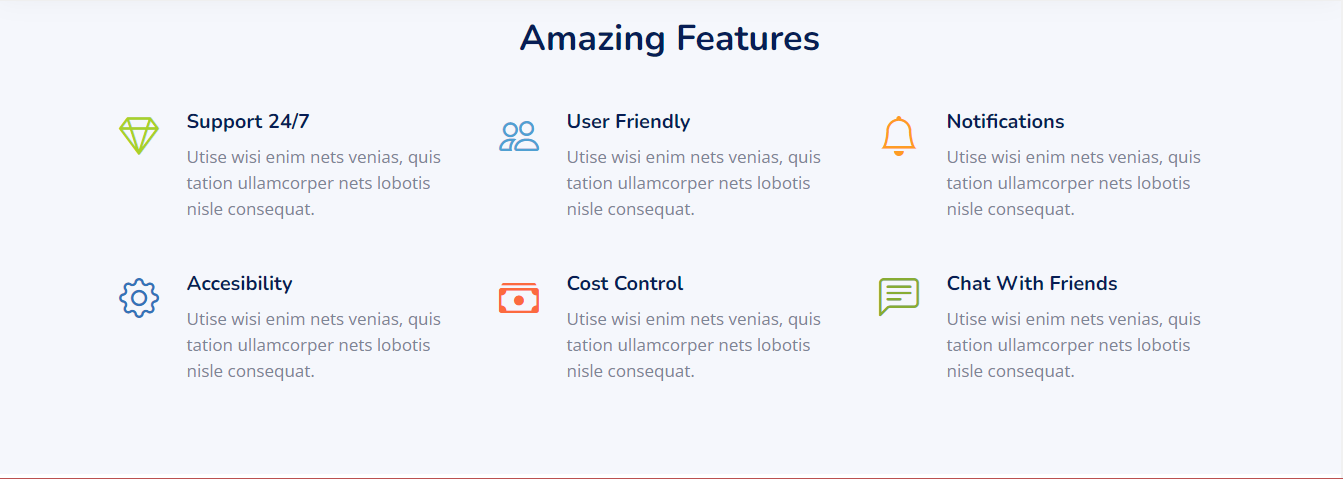 Amazing Features
Support 24/7
Utise wisi enim nets venias, quis
tation ullamcorper nets lobotis
nisle consequat.
User Friendly
Utise wisi enim nets venias, quis
tation ullamcorper nets lobotis
nisle consequat.
Notifications
Utise wisi enim nets venias, quis
tation ullamcorper nets lobotis
nisle consequat.
Accesibility
Utise wisi enim nets venias, quis
tation ullamcorper nets lobotis
nisle consequat.
Cost Control
Utise wisi enim nets venias, quis
tation ullamcorper nets lobotis
nisle consequat.
Chat With Friends
Utise wisi enim nets venias, quis
tation ullamcorper nets lobotis
nisle consequat.